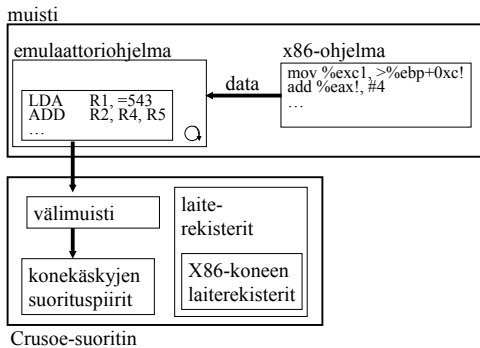 muisti
emulaattoriohjelma
x86-ohjelma
mov %exc1, >%ebp+0xc!
add %eax!, #4
…
data
LDA R1, =543
ADD R2, R4, R5
…
välimuisti
laite-
rekisterit
konekäskyjen
suorituspiirit
X86-koneen
laiterekisterit
Crusoe-suoritin